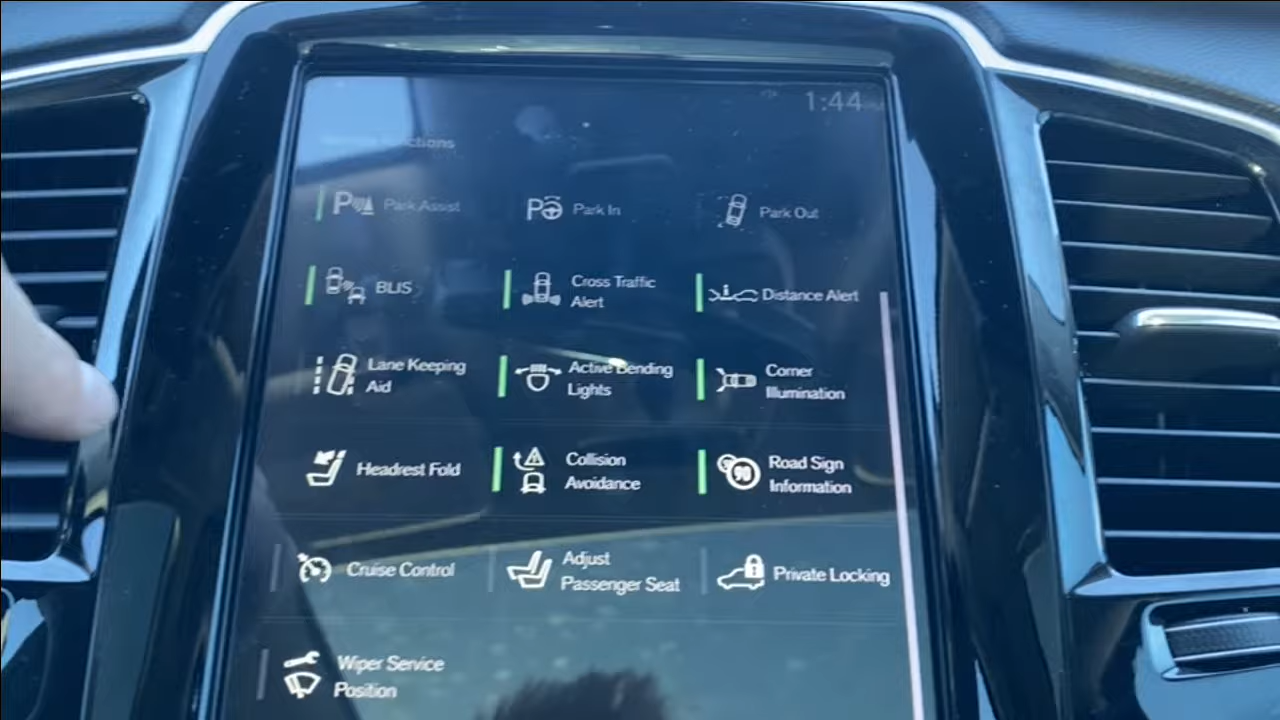 1:44
Park Assist
Park In
Park Out
BLIS
Cross Traffic
Alert
Distance Alert
Lane Keeping
Aid
Active Bending
Lights
Corner
Illumination
Headrest Fold
Collision
Avoidance
90
Road Sign
Information
Cruise Control
Adjust
Passenger Seat
Private Locking
Wiper Service
Position